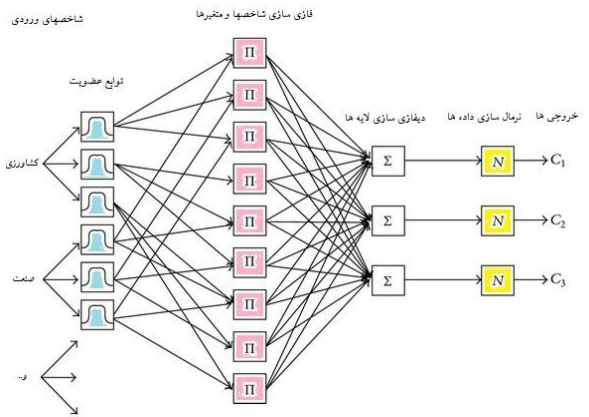 شاخصهای ورودی
فازی سازی شاخصها و متغیرها
توابع عضویت
دیفازی سازی لایه ها
نرمال سازی داده ها
خروجی ها
کشاورزی
صنعت
و..
Π
Π
Π
Π
Π
Π
Π
Π
Π
Σ
Σ
Σ
N
N
N
C₁
C₂
C₃